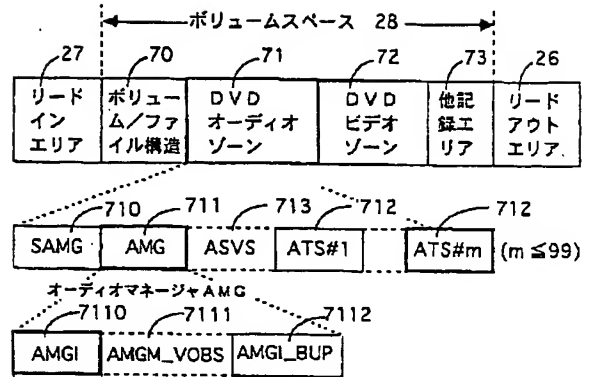 ボリュームスペース 28
27 70 71 72 73 26
リード
イン
エリア
ボリュー
ム/ファ
イル構造
DVD
オーディオ
ゾーン
DVD
ビデオ
ゾーン
他記
録エ
リア
リード
アウト
エリア
710 711 713 712 712
SAMG AMG ASVS ATS#1 ATS#m (m≦99)
オーディオマネージャAMG
7110 7111 7112
AMGI AMGM_VOBS AMGI_BUP